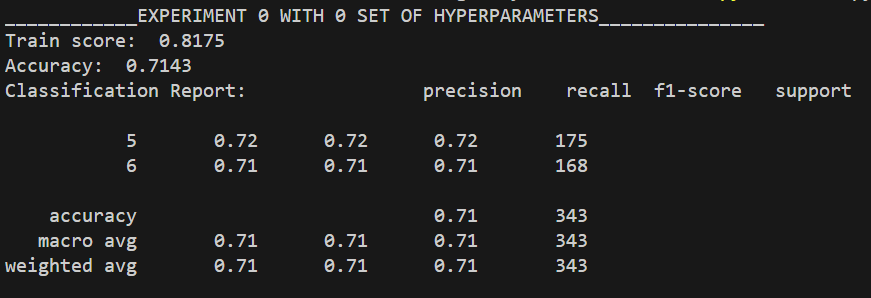 ____________EXPERIMENT 0 WITH 0 SET OF HYPERPARAMETERS_______________
Train score:  0.8175
Accuracy:  0.7143
Classification Report:                precision    recall  f1-score   support

           5       0.72      0.72      0.72       175
           6       0.71      0.71      0.71       168

    accuracy                           0.71       343
   macro avg       0.71      0.71      0.71       343
weighted avg       0.71      0.71      0.71       343